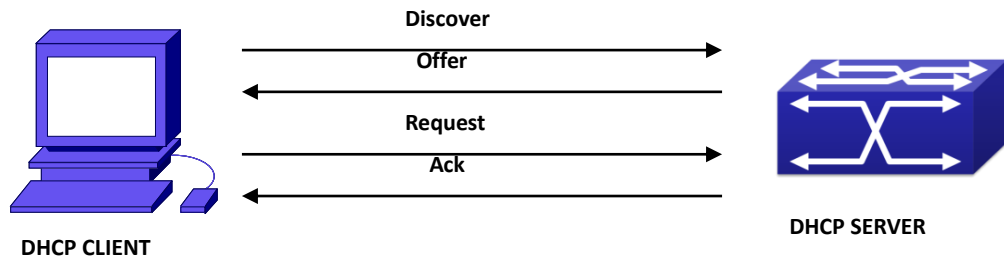 Discover
Offer
Request
Ack
DHCP CLIENT
DHCP SERVER